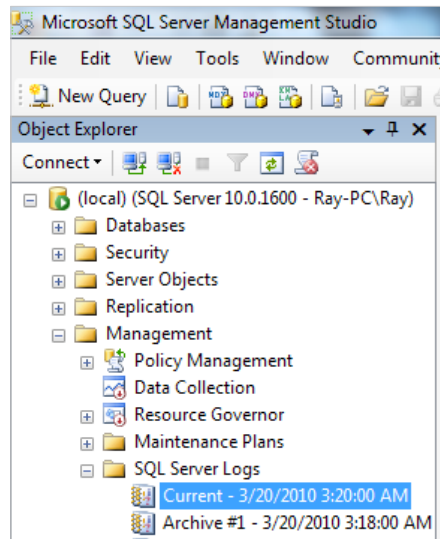 Microsoft SQL Server Management Studio
File Edit View Tools Window Communit
New Query
Object Explorer
Connect
(local) (SQL Server 10.0.1600 - Ray-PC\Ray)
Databases
Security
Server Objects
Replication
Management
Policy Management
Data Collection
Resource Governor
Maintenance Plans
SQL Server Logs
Current - 3/20/2010 3:20:00 AM
Archive #1 - 3/20/2010 3:18:00 AM